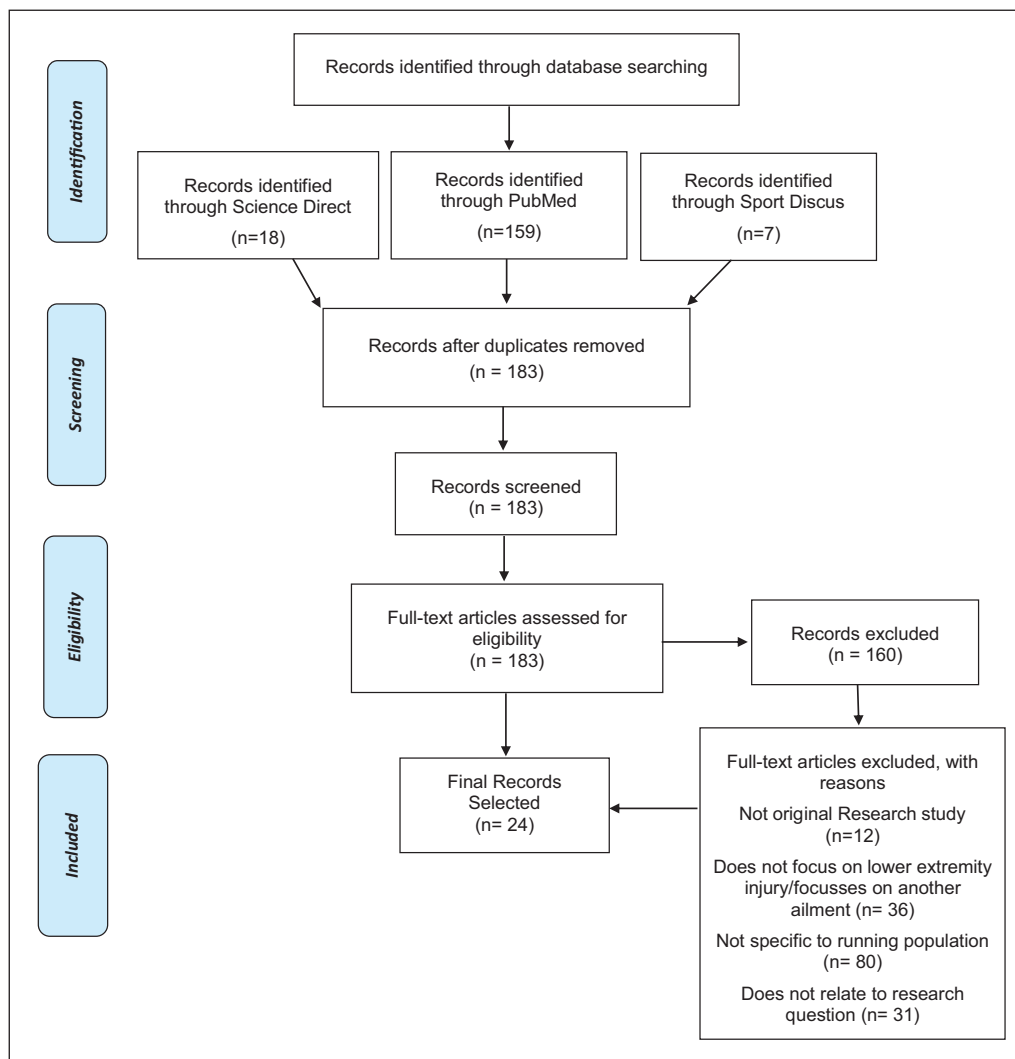 Identification
Records identified through database searching
Records identified
through Science Direct
(n=18)
Records identified
through PubMed
(n=159)
Records identified
through Sport Discus
(n=7)
Screening
Records after duplicates removed
(n = 183)
Records screened
(n = 183)
Eligibility
Full-text articles assessed for
eligibility
(n = 183)
Records excluded
(n = 160)
Included
Final Records
Selected
(n= 24)
Full-text articles excluded, with
reasons
Not original Research study
(n=12)
Does not focus on lower extremity
injury/focusses on another
ailment (n= 36)
Not specific to running population
(n= 80)
Does not relate to research
question (n= 31)